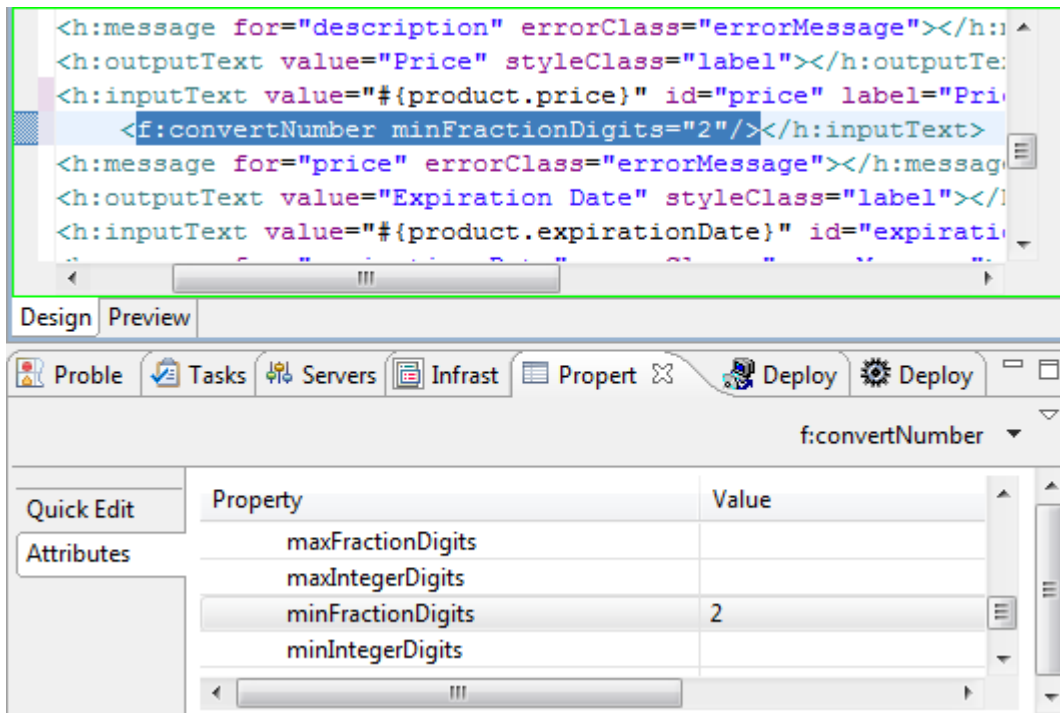 <h:message for="description" errorClass="errorMessage"></h:
<h:outputText value="Price" styleClass="label"></h:outputTe
<h:inputText value="#{product.price}" id="price" label="Pri
<f:convertNumber minFractionDigits="2"/></h:inputText>
<h:message for="price" errorClass="errorMessage"></h:messag
<h:outputText value="Expiration Date" styleClass="label"></
<h:inputText value="#{product.expirationDate}" id="expirati
Design Preview
Proble Tasks Servers Infrast Propert Deploy Deploy
f:convertNumber
Quick Edit
Attributes
Property Value
maxFractionDigits
maxIntegerDigits
minFractionDigits 2
minIntegerDigits